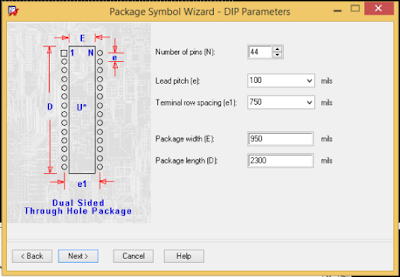 Package Symbol Wizard - DIP Parameters
E
1 N
e
D
U*
e1
Dual Sided
Through Hole Package
Number of pins (N): 44
Lead pitch (e): 100 mils
Terminal row spacing (e1): 750 mils
Package width (E): 950 mils
Package length (D): 2300 mils
< Back Next > Cancel Help